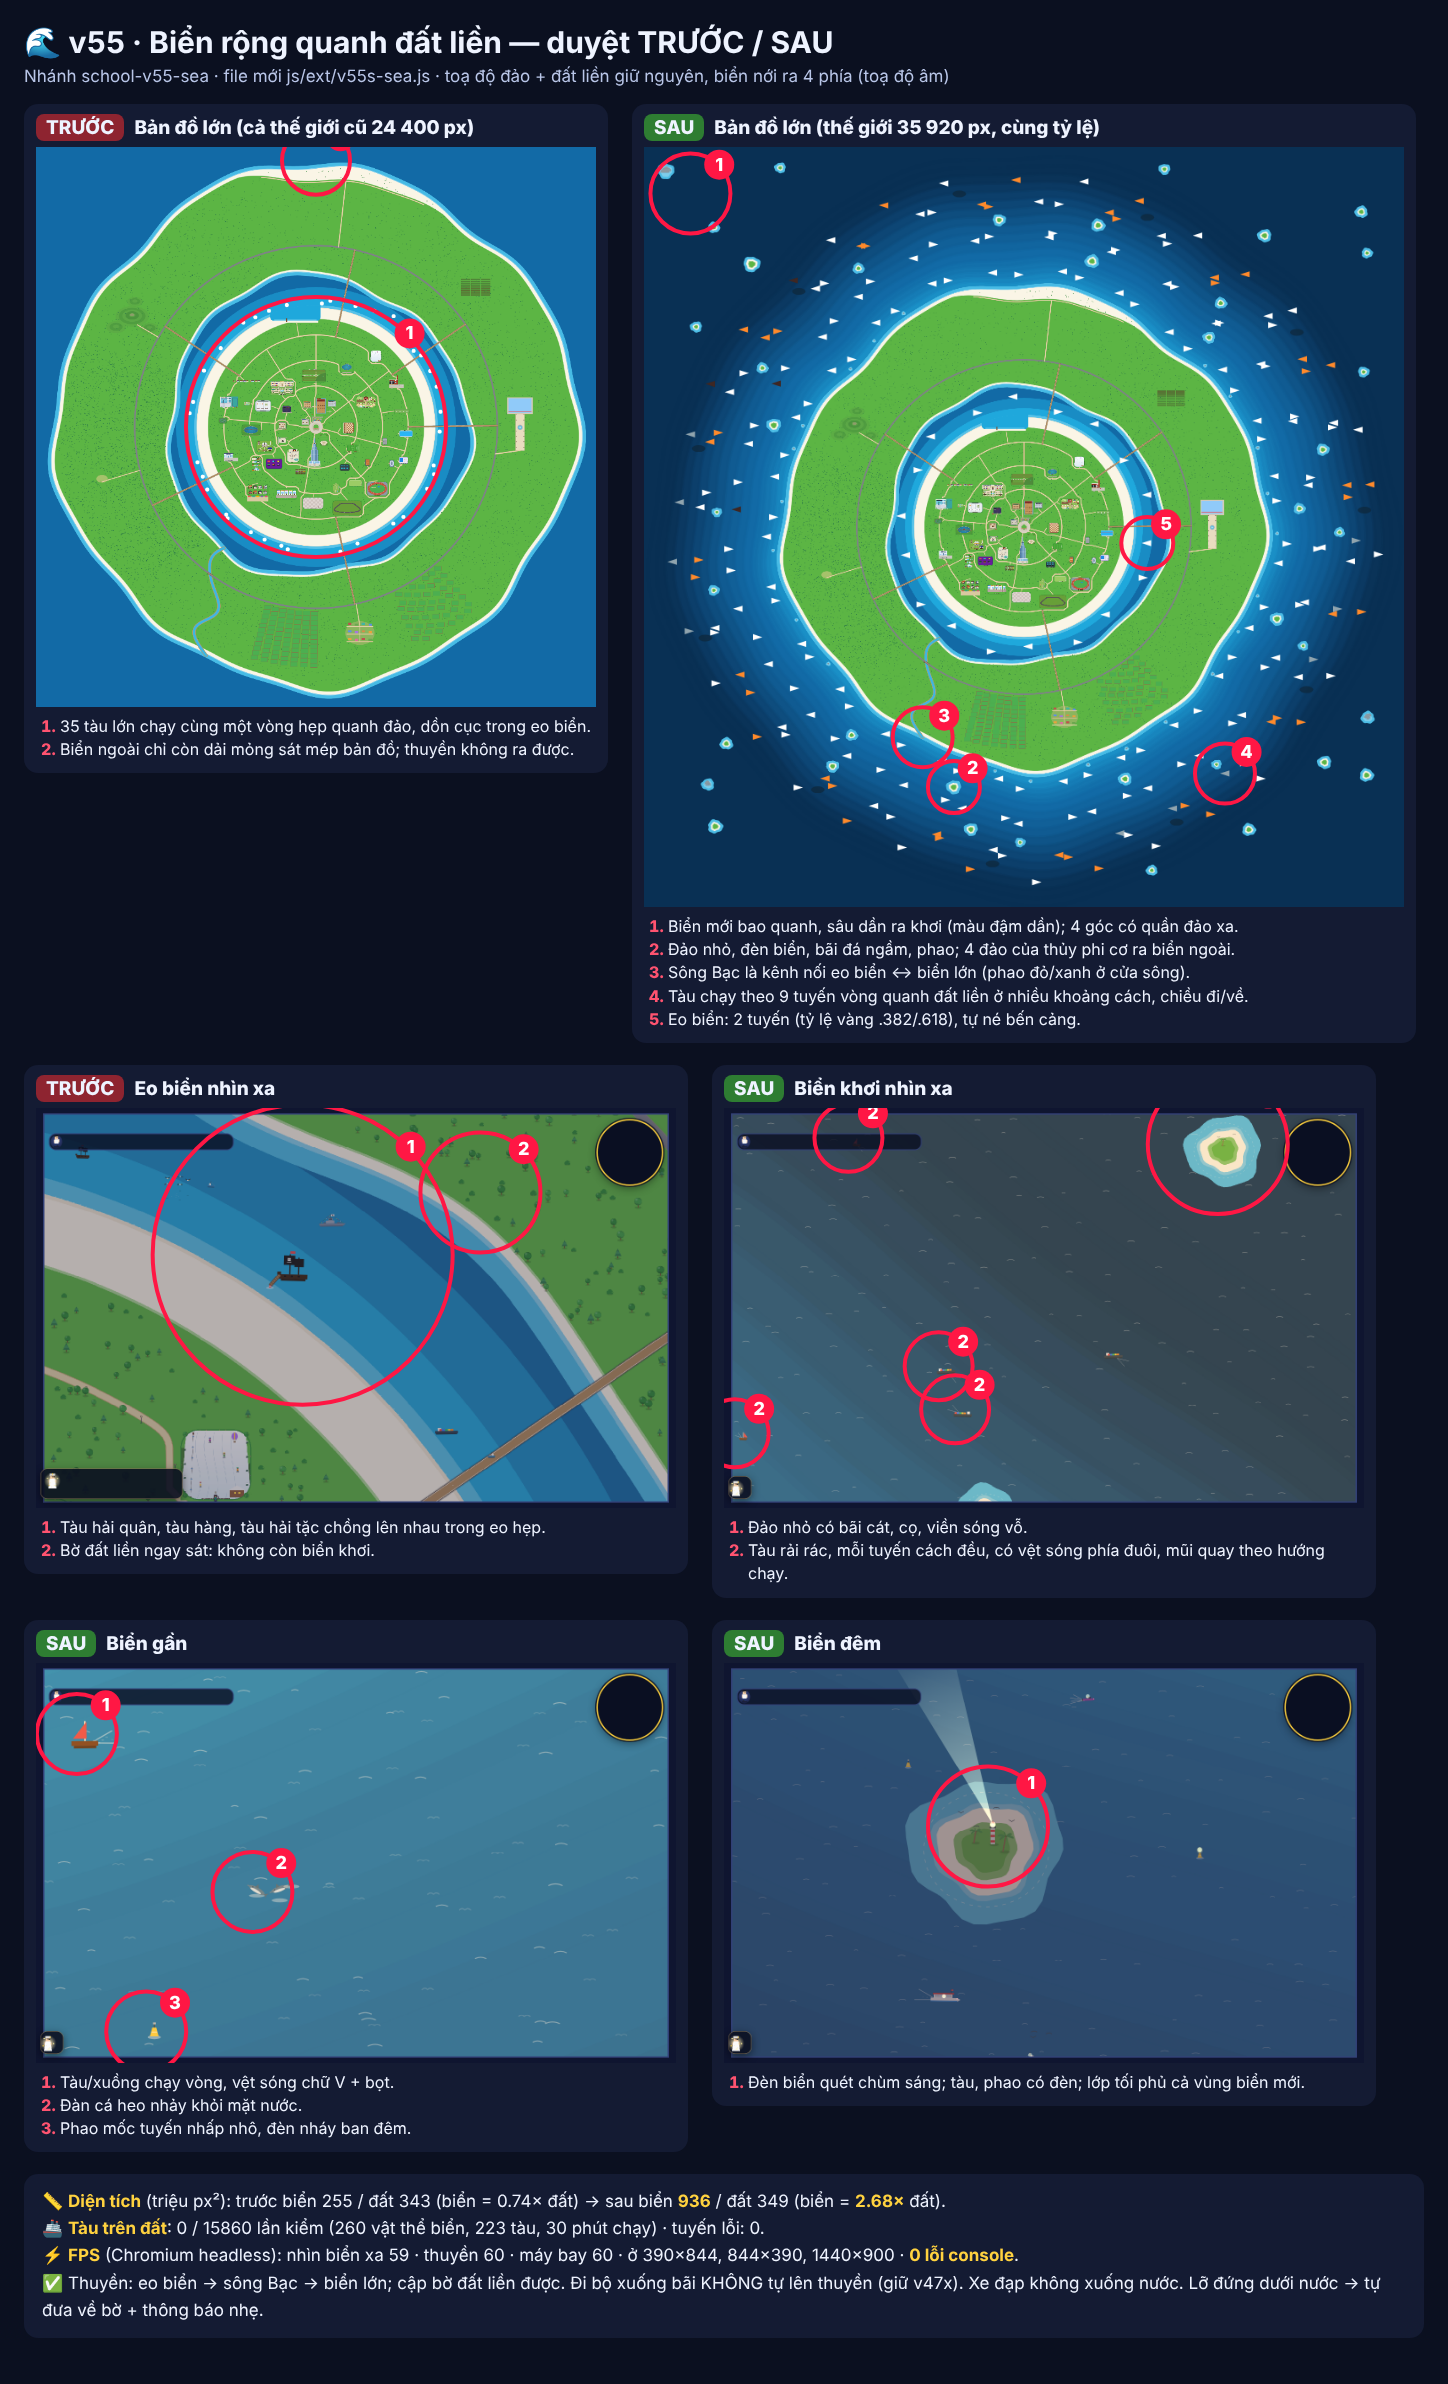 🌊 v55 · Biển rộng quanh đất liền — duyệt TRƯỚC / SAU
Nhánh school-v55-sea · file mới js/ext/v55s-sea.js · toạ độ đảo + đất liền giữ nguyên, biển nới ra 4 phía (toạ độ âm)
TRƯỚC Bản đồ lớn (cả thế giới cũ 24 400 px)
1
1. 35 tàu lớn chạy cùng một vòng hẹp quanh đảo, dồn cục trong eo biển.
2. Biển ngoài chỉ còn dải mỏng sát mép bản đồ; thuyền không ra được.
SAU Bản đồ lớn (thế giới 35 920 px, cùng tỷ lệ)
1
5
3
2
4
1. Biển mới bao quanh, sâu dần ra khơi (màu đậm dần); 4 góc có quần đảo xa.
2. Đảo nhỏ, đèn biển, bãi đá ngầm, phao; 4 đảo của thủy phi cơ ra biển ngoài.
3. Sông Bạc là kênh nối eo biển ↔ biển lớn (phao đỏ/xanh ở cửa sông).
4. Tàu chạy theo 9 tuyến vòng quanh đất liền ở nhiều khoảng cách, chiều đi/về.
5. Eo biển: 2 tuyến (tỷ lệ vàng .382/.618), tự né bến cảng.
TRƯỚC Eo biển nhìn xa
1
2
1. Tàu hải quân, tàu hàng, tàu hải tặc chồng lên nhau trong eo hẹp.
2. Bờ đất liền ngay sát: không còn biển khơi.
SAU Biển khơi nhìn xa
2
2
2
2
1. Đảo nhỏ có bãi cát, cọ, viền sóng vỗ.
2. Tàu rải rác, mỗi tuyến cách đều, có vệt sóng phía đuôi, mũi quay theo hướng
chạy.
SAU Biển gần
1
2
3
1. Tàu/xuồng chạy vòng, vệt sóng chữ V + bọt.
2. Đàn cá heo nhảy khỏi mặt nước.
3. Phao mốc tuyến nhấp nhô, đèn nháy ban đêm.
SAU Biển đêm
1
1. Đèn biển quét chùm sáng; tàu, phao có đèn; lớp tối phủ cả vùng biển mới.
📏 Diện tích (triệu px²): trước biển 255 / đất 343 (biển = 0.74× đất) → sau biển 936 / đất 349 (biển = 2.68× đất).
🚢 Tàu trên đất: 0 / 15860 lần kiểm (260 vật thể biển, 223 tàu, 30 phút chạy) · tuyến lỗi: 0.
⚡ FPS (Chromium headless): nhìn biển xa 59 · thuyền 60 · máy bay 60 · ở 390×844, 844×390, 1440×900 · 0 lỗi console.
✅ Thuyền: eo biển → sông Bạc → biển lớn; cập bờ đất liền được. Đi bộ xuống bãi KHÔNG tự lên thuyền (giữ v47x). Xe đạp không xuống nước. Lỡ đứng dưới nước → tự
đưa về bờ + thông báo nhẹ.